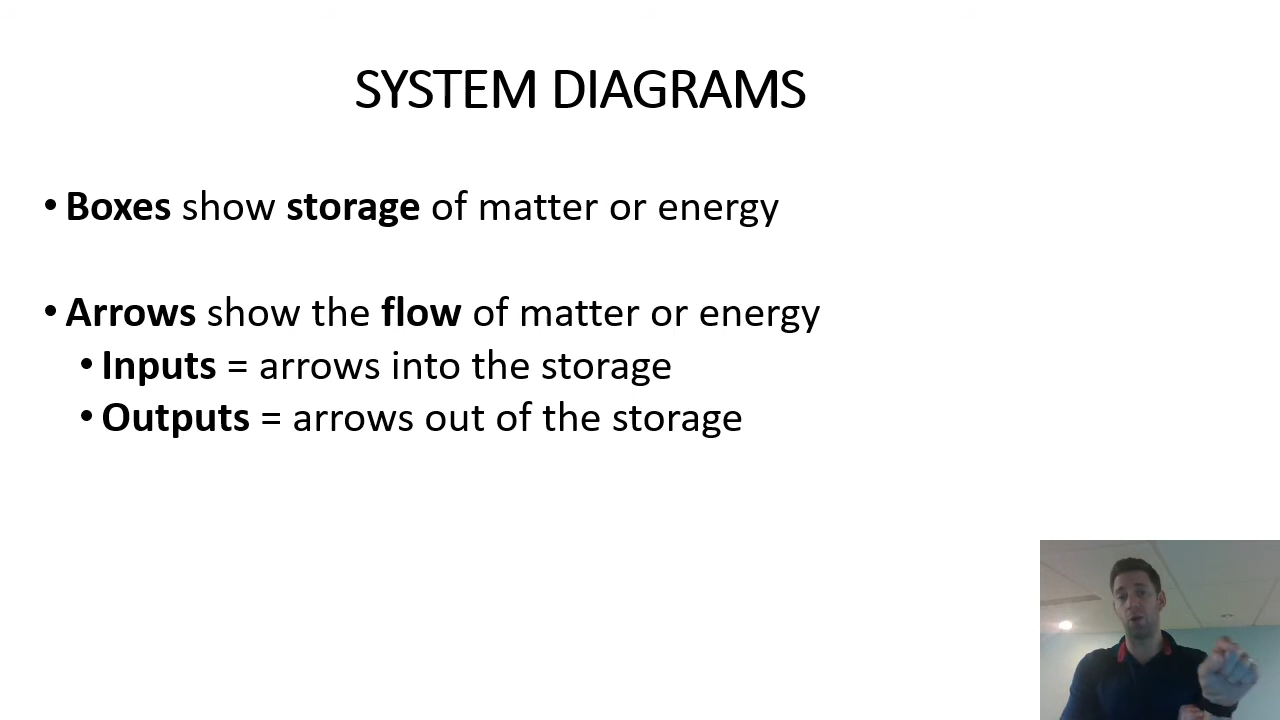 SYSTEM DIAGRAMS
• Boxes show storage of matter or energy
• Arrows show the flow of matter or energy
• Inputs = arrows into the storage
• Outputs = arrows out of the storage